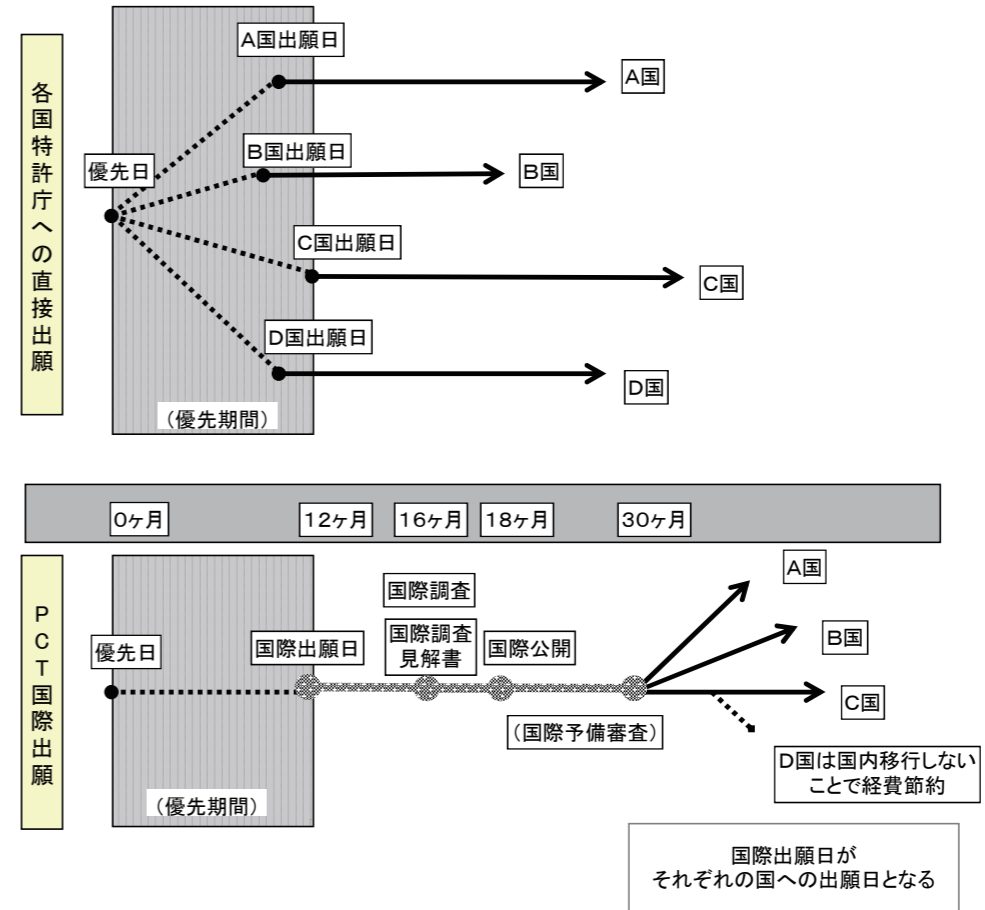 各国特許庁への直接出願
A国出願日
A国
B国出願日
優先日
B国
C国出願日
C国
D国出願日
D国
(優先期間)
0ヶ月
12ヶ月
16ヶ月
18ヶ月
30ヶ月
PCT国際出願
A国
国際調査
国際調査
見解書
優先日
国際出願日
国際公開
B国
C国
(国際予備審査)
D国は国内移行しない
ことで経費節約
(優先期間)
国際出願日が
それぞれの国への出願日となる